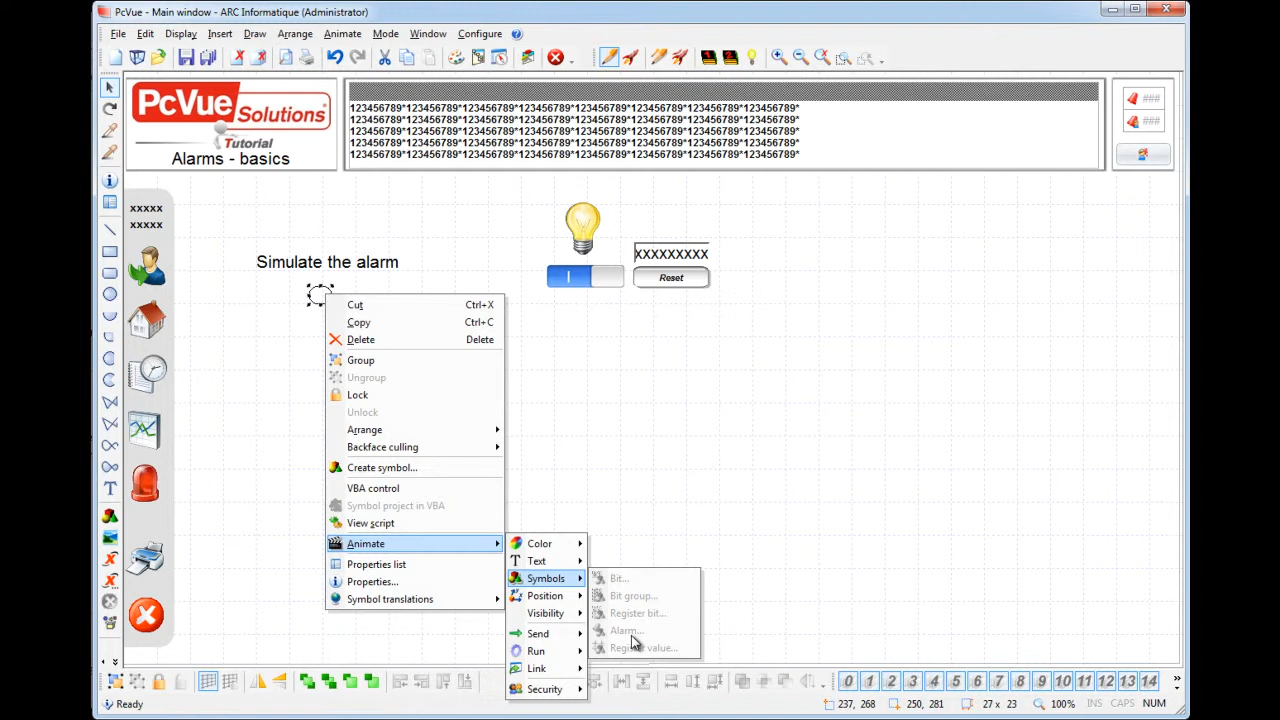 PcVue - Main window - ARC Informatique (Administrator)
File Edit Display Insert Draw Arrange Animate Mode Window Configure
PcVue Solutions
Tutorial
Alarms - basics
123456789*123456789*123456789*123456789*123456789*123456789*123456789*123456789*
123456789*123456789*123456789*123456789*123456789*123456789*123456789*123456789*
123456789*123456789*123456789*123456789*123456789*123456789*123456789*123456789*
123456789*123456789*123456789*123456789*123456789*123456789*123456789*123456789*
123456789*123456789*123456789*123456789*123456789*123456789*123456789*123456789*
###
###
xxxxx
xxxxx
Simulate the alarm
XXXXXXXXX
Reset
Cut Ctrl+X
Copy Ctrl+C
Delete Delete
Group
Ungroup
Lock
Unlock
Arrange
Backface culling
Create symbol...
VBA control
Symbol project in VBA
View script
Animate
Properties list
Properties...
Symbol translations
Color
Text
Symbols
Position
Visibility
Send
Run
Link
Security
Bit...
Bit group...
Register bit...
Alarm...
Register value...
0 1 2 3 4 5 6 7 8 9 10 11 12 13 14
Ready 237, 268 250, 281 27 x 23 100% INS CAPS NUM